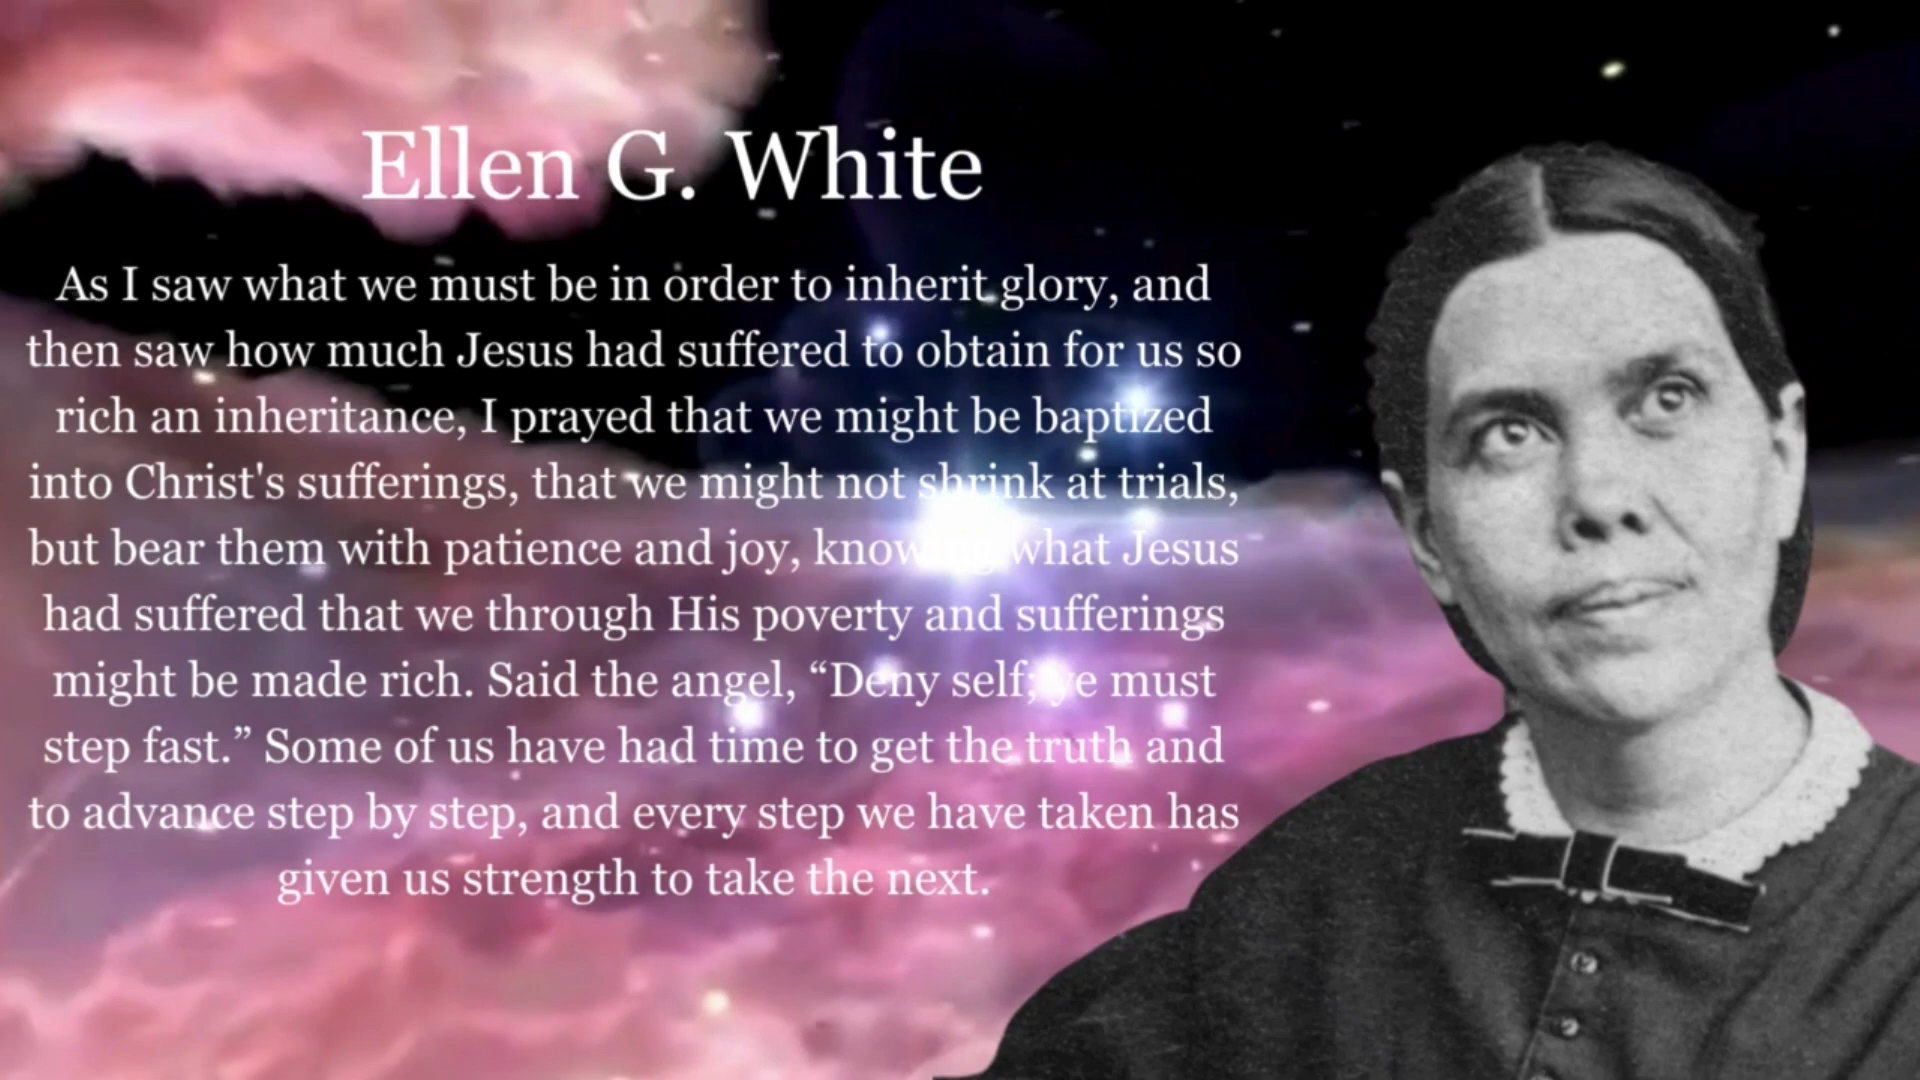 Ellen G. White
As I saw what we must be in order to inherit glory, and
then saw how much Jesus had suffered to obtain for us so
rich an inheritance, I prayed that we might be baptized
into Christ's sufferings, that we might not shrink at trials,
but bear them with patience and joy, knowing what Jesus
had suffered that we through His poverty and sufferings
might be made rich. Said the angel, “Deny self; ye must
step fast.” Some of us have had time to get the truth and
to advance step by step, and every step we have taken has
given us strength to take the next.